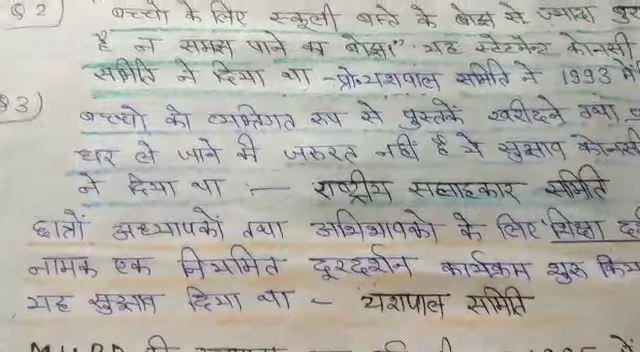 Q2) बच्चो के लिए स्कूली बस्ते के बोझ से ज्यादा बुरा
है न समझ पाने का बोझ" यह स्टेटमेंट कोनसी
समिति ने दिया था - प्रो॰ यशपाल समिति ने 1993 में
Q3) बच्चो को व्यक्तिगत रूप से पुस्तकें खरीदने तथा
घर ले जाने की जरूरत नहीं है ये सुझाव कोनसी
ने दिया था :— राष्ट्रीय सलाहकार समिति
छात्रों अध्यापकों तथा अभिभावको के लिए शिक्षा
नामक एक नियमित दूरदर्शन कार्यक्रम शुरु
यह सुझाव दिया था - यशपाल समिति